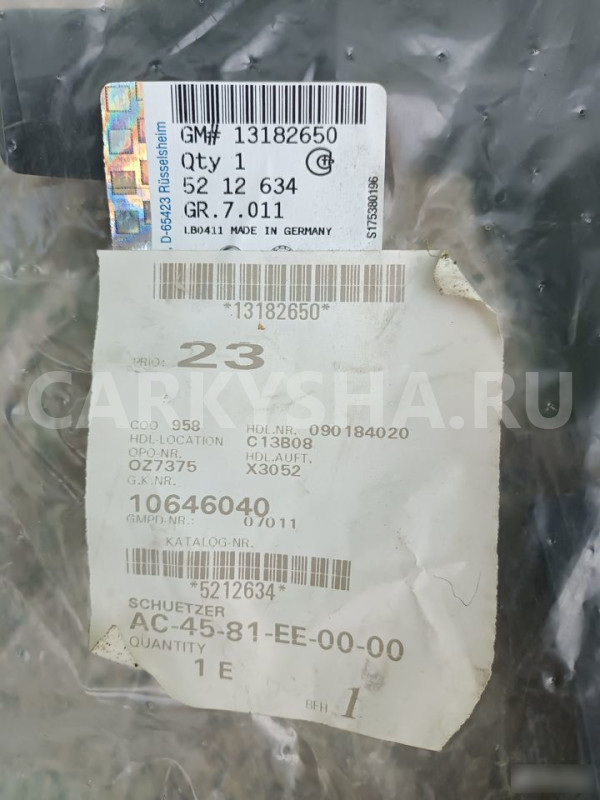 GM# 13182650
Qty 1
52 12 634
GR.7.011
LB0411 MADE IN GERMANY
, D-65423 Rüsselsheim
S175380196
*13182650*
PRIO: 23
CARKYSHA.RU
COO 958 HDL.NR. 090184020
HDL-LOCATION C13B08
OPO-NR. HDL.AUFT.
OZ7375 X3052
G.K.NR.
10646040
GMPD.NR.: 07011
KATALOG-NR.
*5212634*
SCHUETZER
AC-45-81-EE-00-00
QUANTITY
1 E
BEH 1